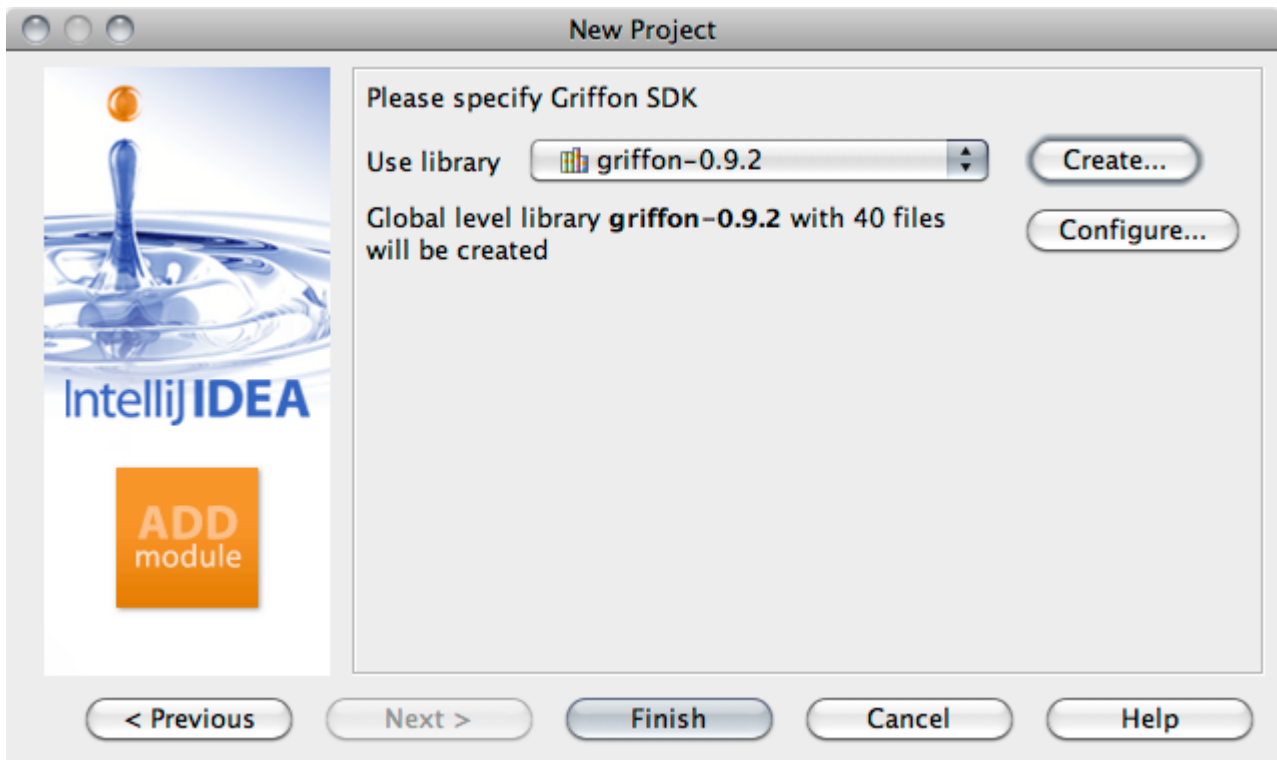 New Project
Please specify Griffon SDK
Use library griffon-0.9.2 Create...
Global level library griffon-0.9.2 with 40 files
will be created
Configure...
IntelliJ IDEA
ADD
module
< Previous Next > Finish Cancel Help